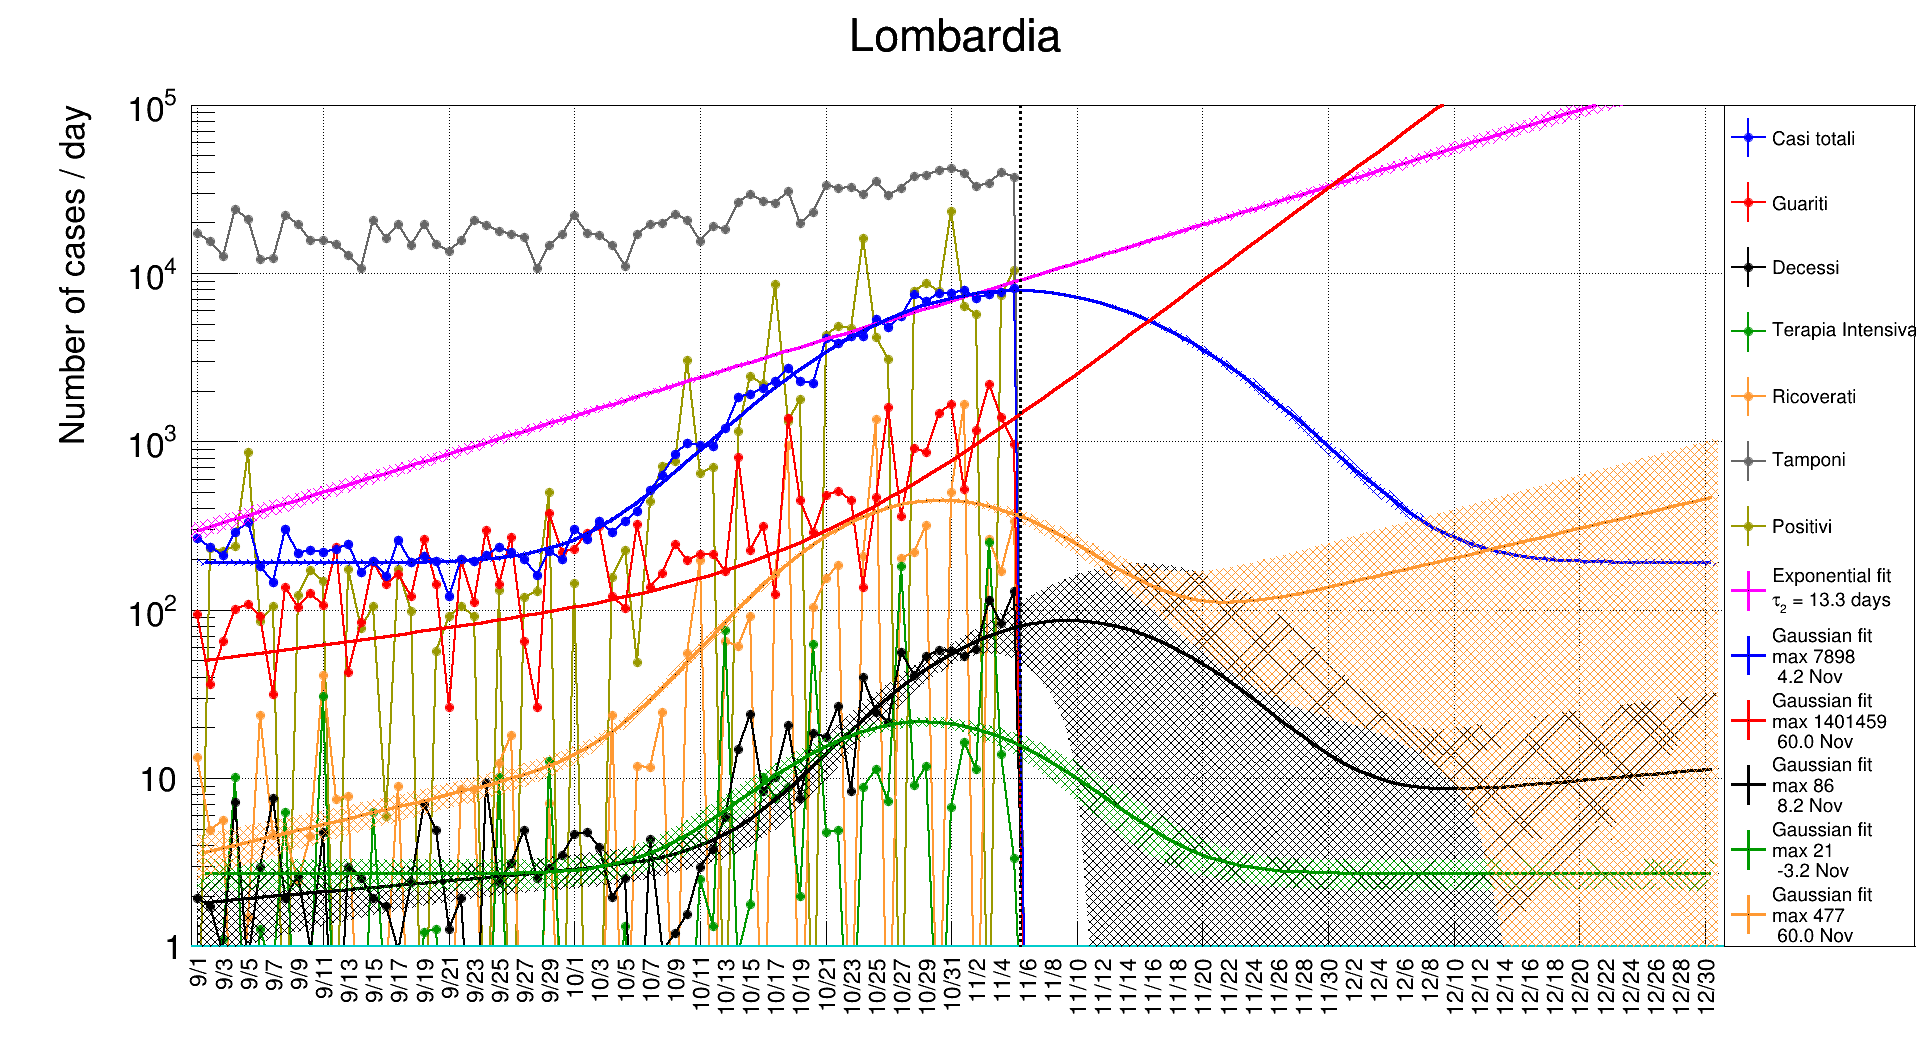 Lombardia
Number of cases / day
10^5
10^4
10^3
10^2
10
1
9/1 9/3 9/5 9/7 9/9 9/11 9/13 9/15 9/17 9/19 9/21 9/23 9/25 9/27 9/29 10/1 10/3 10/5 10/7 10/9 10/11 10/13 10/15 10/17 10/19 10/21 10/23 10/25 10/27 10/29 10/31 11/2 11/4 11/6 11/8 11/10 11/12 11/14 11/16 11/18 11/20 11/22 11/24 11/26 11/28 11/30 12/2 12/4 12/6 12/8 12/10 12/12 12/14 12/16 12/18 12/20 12/22 12/24 12/26 12/28 12/30
Casi totali
Guariti
Decessi
Terapia Intensiva
Ricoverati
Tamponi
Positivi
Exponential fit
τ2 = 13.3 days
Gaussian fit
max 7898
4.2 Nov
Gaussian fit
max 1401459
60.0 Nov
Gaussian fit
max 86
8.2 Nov
Gaussian fit
max 21
-3.2 Nov
Gaussian fit
max 477
60.0 Nov